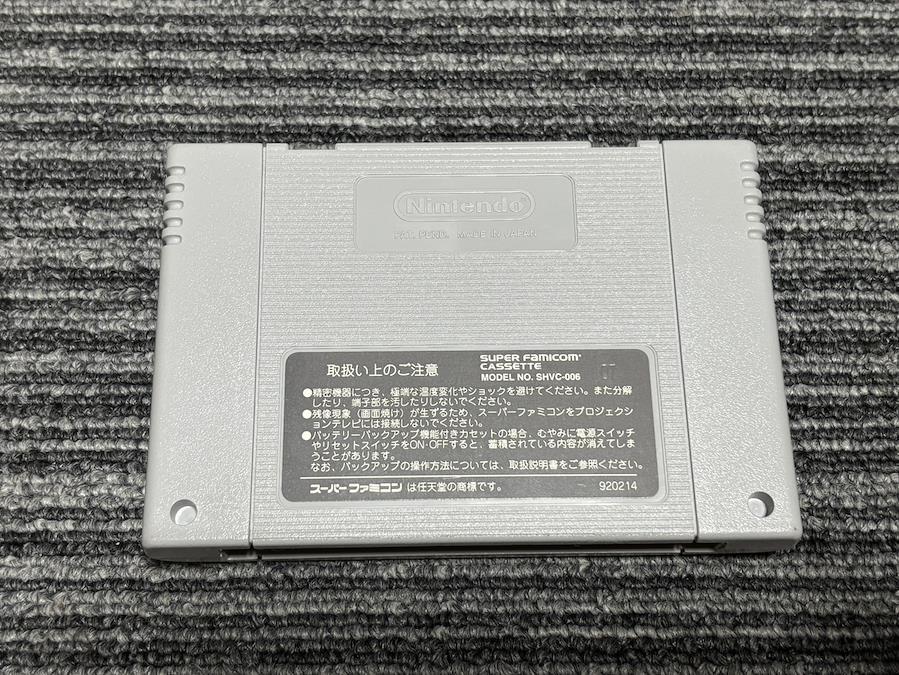 Nintendo®
PAT. PEND. MADE IN JAPAN
取扱い上のご注意
SUPER FAMICOM®
CASSETTE
MODEL NO. SHVC-006
●精密機器につき、極端な温度変化やショックを避けてください。また分解
したり、端子部を汚したりしないでください。
●残像現象（画面焼け）が生ずるため、スーパーファミコンをプロジェクシ
ョンテレビには接続しないでください。
●バッテリーバックアップ機能付きカセットの場合、むやみに電源スイッチ
やリセットスイッチをON・OFFすると、蓄積されている内容が消えてしま
うことがあります。
なお、バックアップの操作方法については、取扱説明書をご参照ください。
スーパーファミコン は任天堂の商標です。
920214